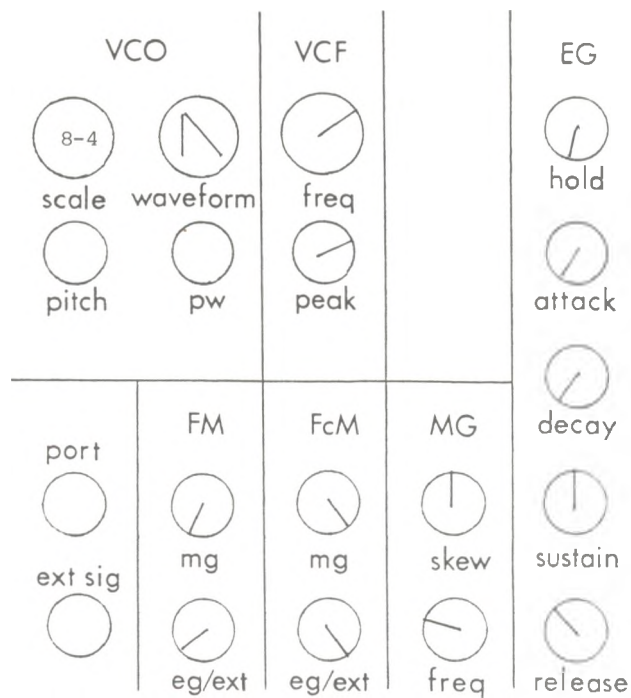 VCO VCF EG
8-4
scale waveform freq hold
pitch pw peak attack
decay
FM FcM MG
port
mg mg skew sustain
ext sig
eg/ext eg/ext freq release